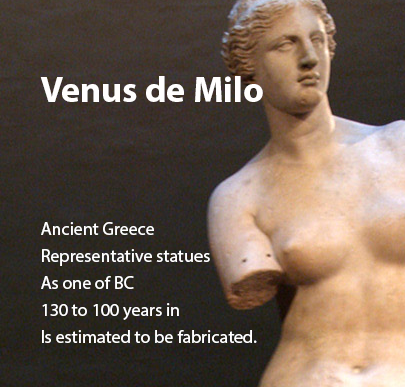 Venus de Milo
Ancient Greece
Representative statues
As one of BC
130 to 100 years in
Is estimated to be fabricated.